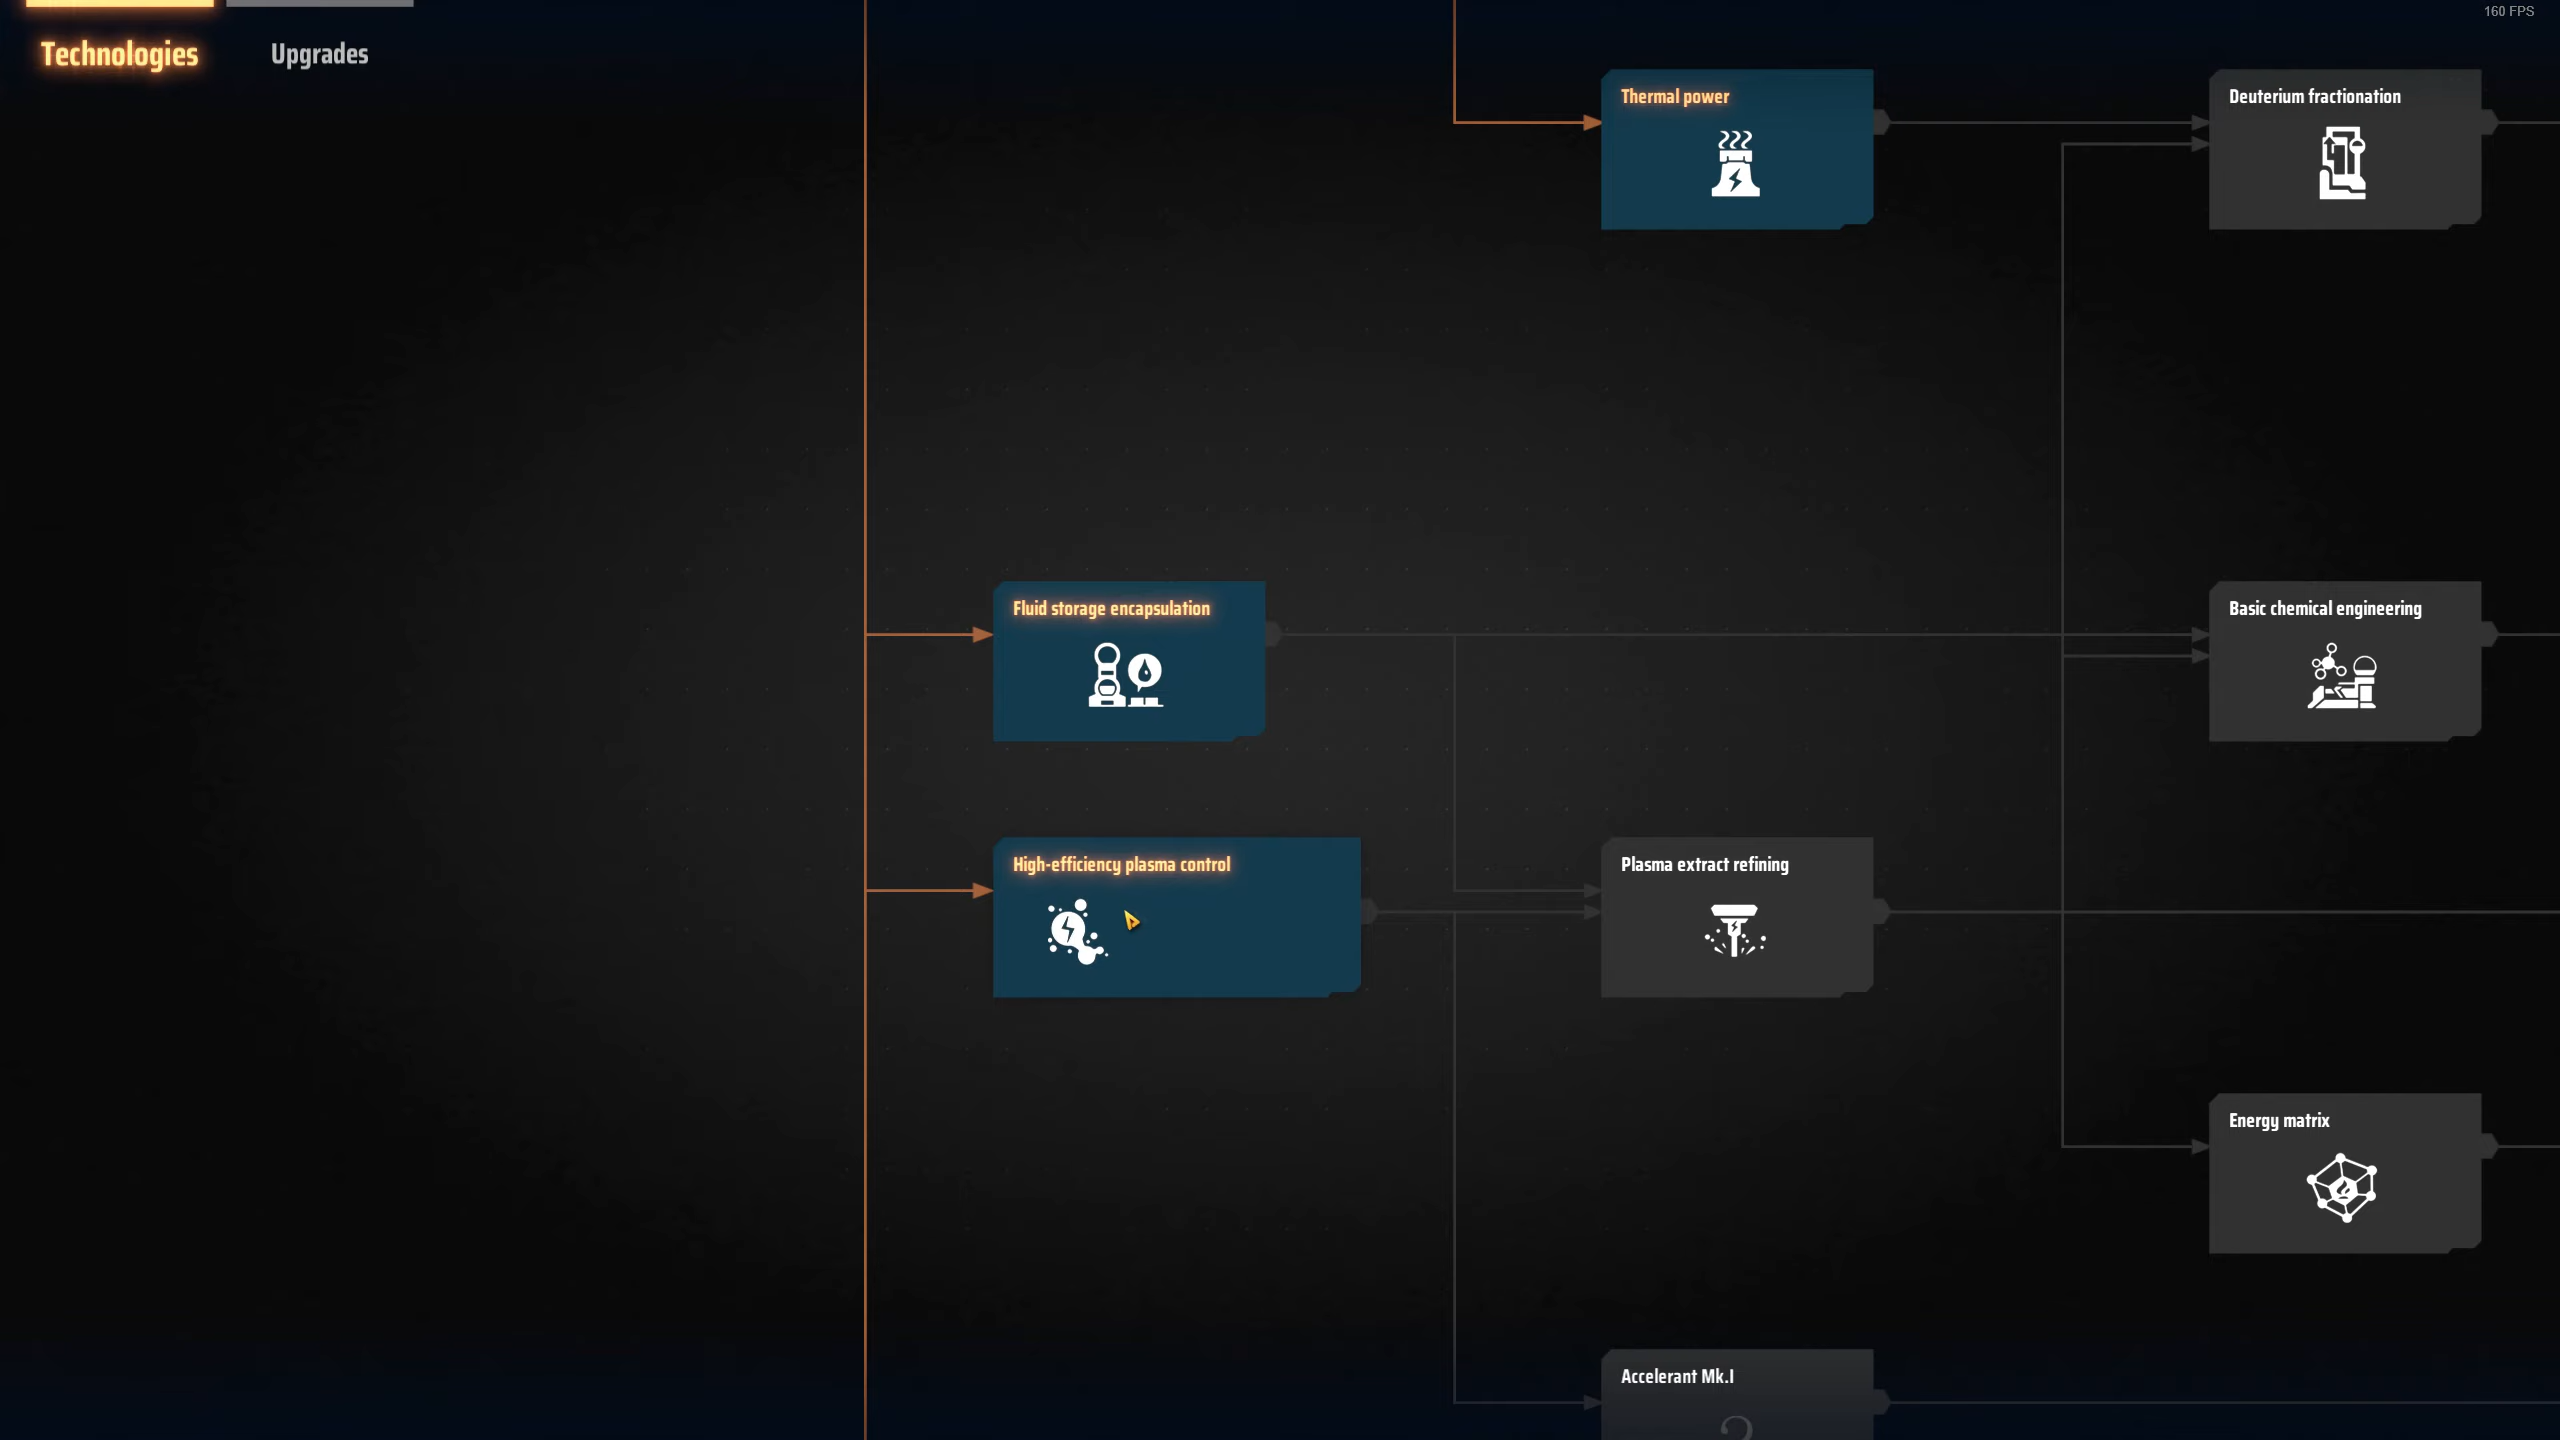 160 FPS
Technologies
Upgrades
Thermal power
Deuterium fractionation
Fluid storage encapsulation
Basic chemical engineering
High-efficiency plasma control
Plasma extract refining
Energy matrix
Accelerant Mk.I